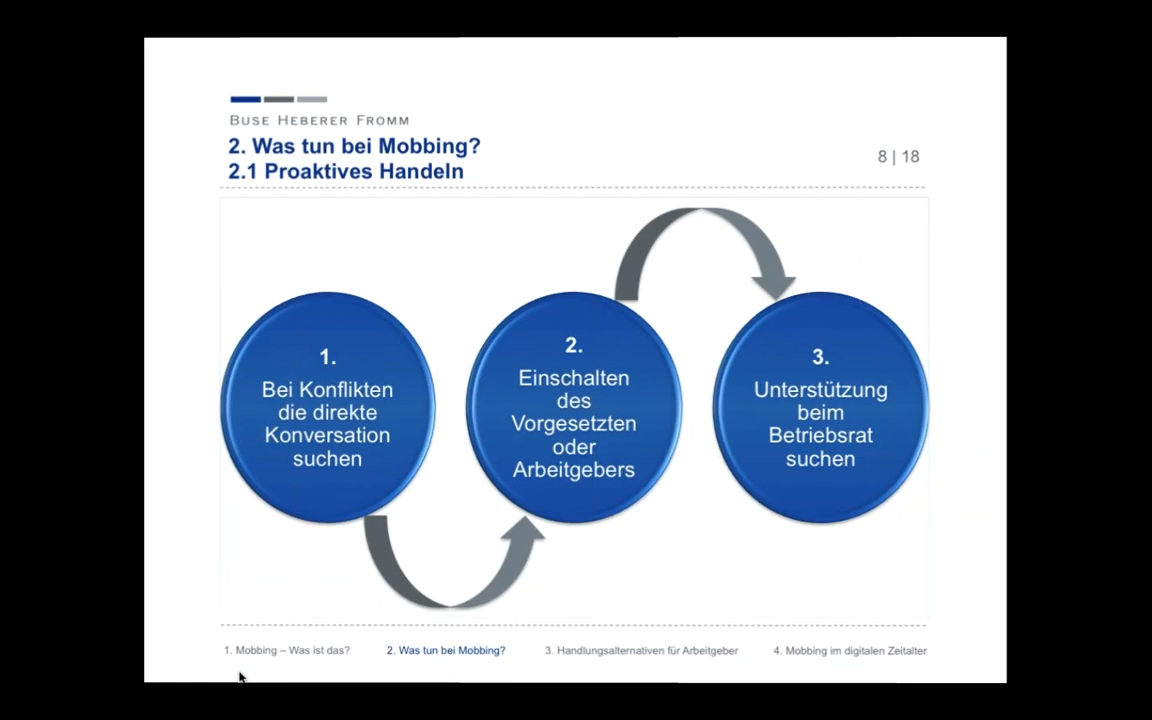 BUSE HEBERER FROMM
2. Was tun bei Mobbing?
2.1 Proaktives Handeln
8 | 18
1.
Bei Konflikten
die direkte
Konversation
suchen
2.
Einschalten
des
Vorgesetzten
oder
Arbeitgebers
3.
Unterstützung
beim
Betriebsrat
suchen
1. Mobbing – Was ist das?
2. Was tun bei Mobbing?
3. Handlungsalternativen für Arbeitgeber
4. Mobbing im digitalen Zeitalter